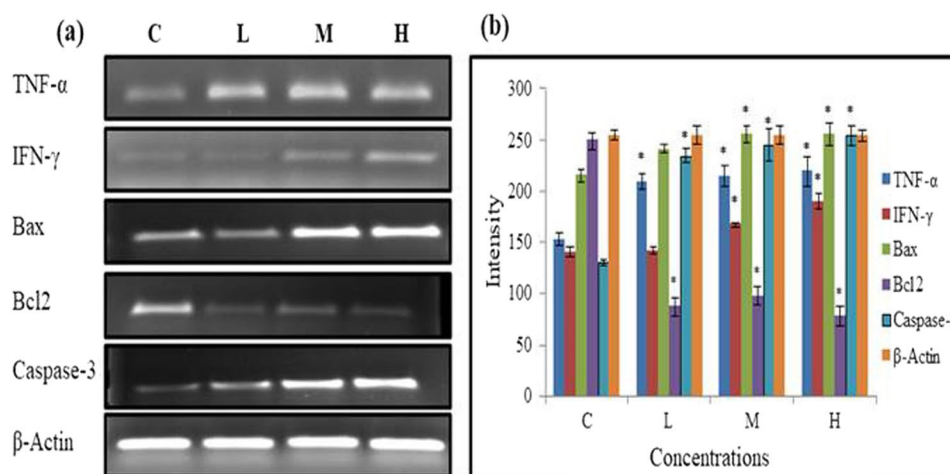 (a)
C L M H
TNF-α
IFN-γ
Bax
Bcl2
Caspase-3
β-Actin
(b)
Intensity
300
250
200
150
100
50
0
* * * * * * * * * * * * * *
C L M H
Concentrations
TNF-α
IFN-γ
Bax
Bcl2
Caspase-
β-Actin